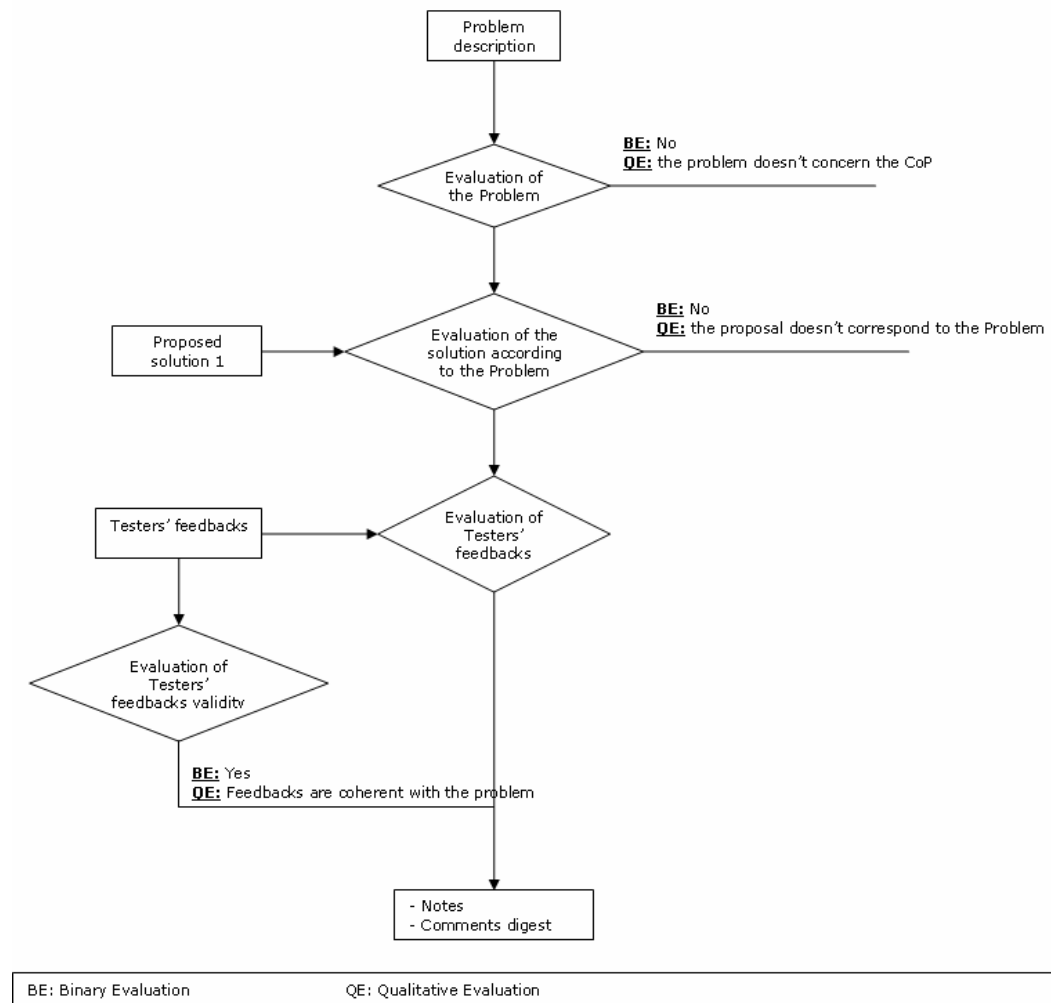 Problem
description
BE: No
QE: the problem doesn't concern the CoP
Evaluation of
the Problem
BE: No
QE: the proposal doesn't correspond to the Problem
Proposed
solution 1
Evaluation of the
solution according
to the Problem
Testers' feedbacks
Evaluation of
Testers'
feedbacks
Evaluation of
Testers'
feedbacks validity
BE: Yes
QE: Feedbacks are coherent with the problem
- Notes
- Comments digest
BE: Binary Evaluation
QE: Qualitative Evaluation